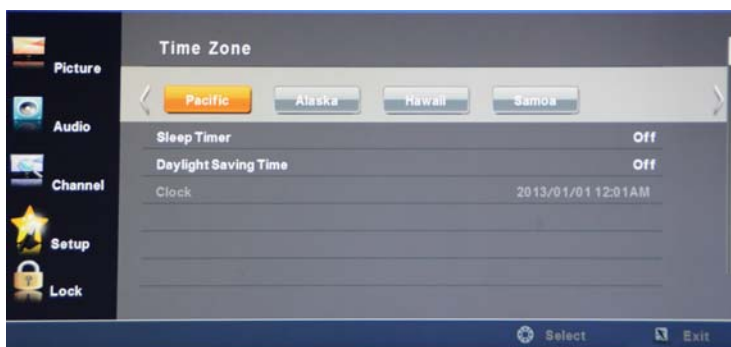 Picture
Audio
Channel
Setup
Lock
Time Zone
Pacific Alaska Hawaii Samoa
Sleep Timer Off
Daylight Saving Time Off
Clock 2013/01/01 12:01AM
Select Exit